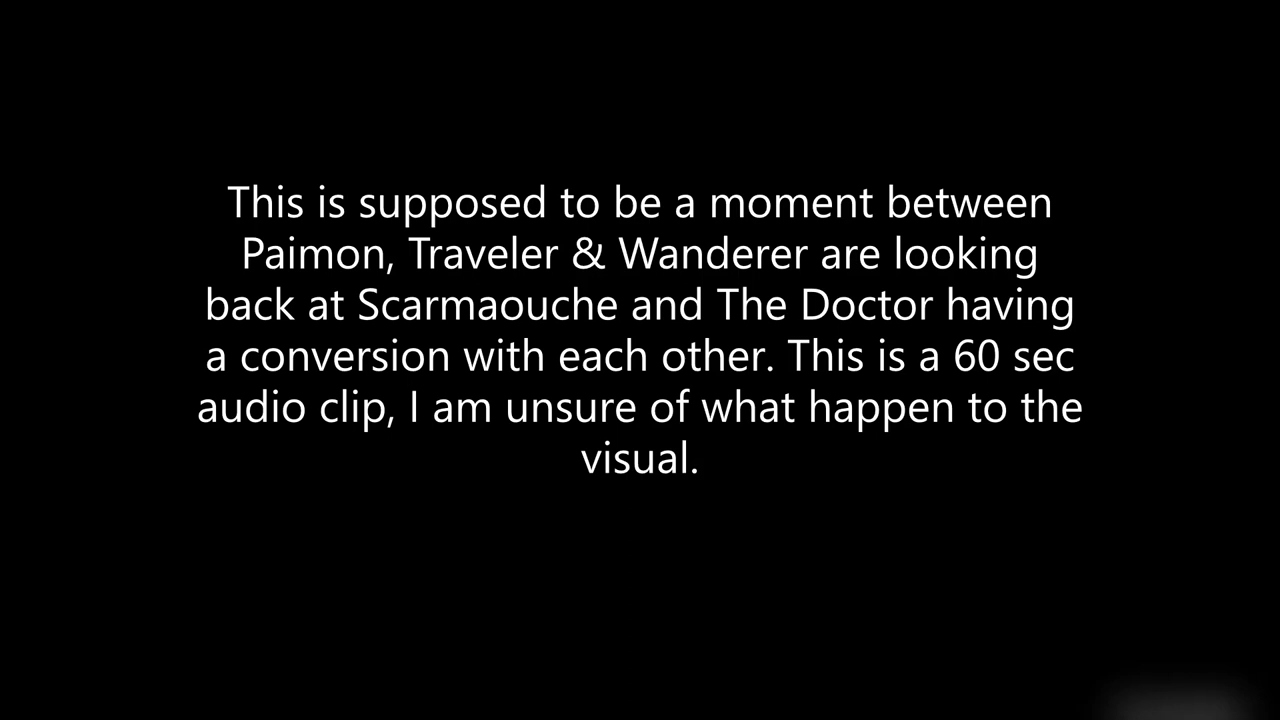 This is supposed to be a moment between
Paimon, Traveler & Wanderer are looking
back at Scarmaouche and The Doctor having
a conversion with each other. This is a 60 sec
audio clip, I am unsure of what happen to the
visual.